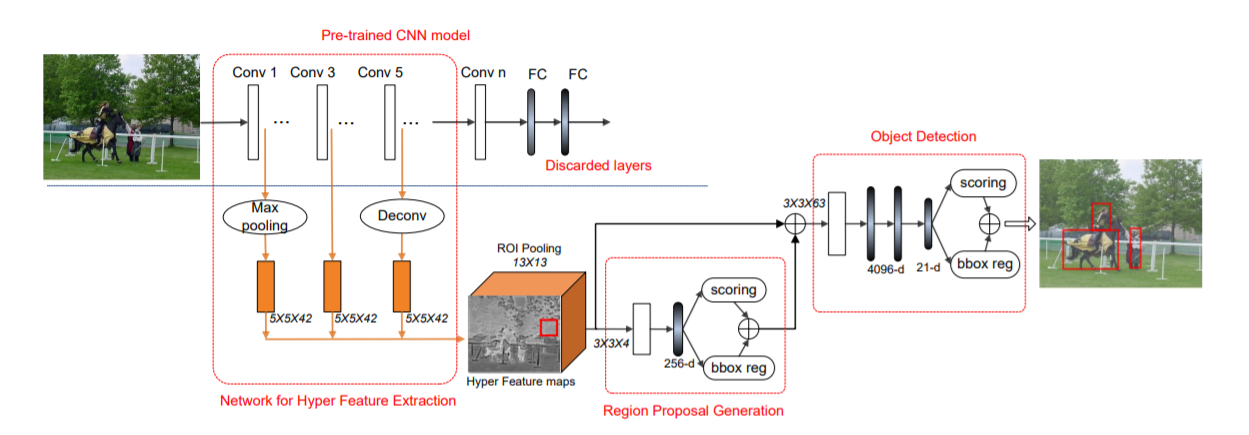 Pre-trained CNN model
Conv 1
Conv 3
Conv 5
Conv n
FC
FC
...
...
...
Discarded layers
Max
pooling
Deconv
5X5X42
5X5X42
5X5X42
Network for Hyper Feature Extraction
ROI Pooling
13X13
Hyper Feature maps
3X3X4
256-d
scoring
bbox reg
Region Proposal Generation
Object Detection
3X3X63
4096-d
21-d
scoring
bbox reg